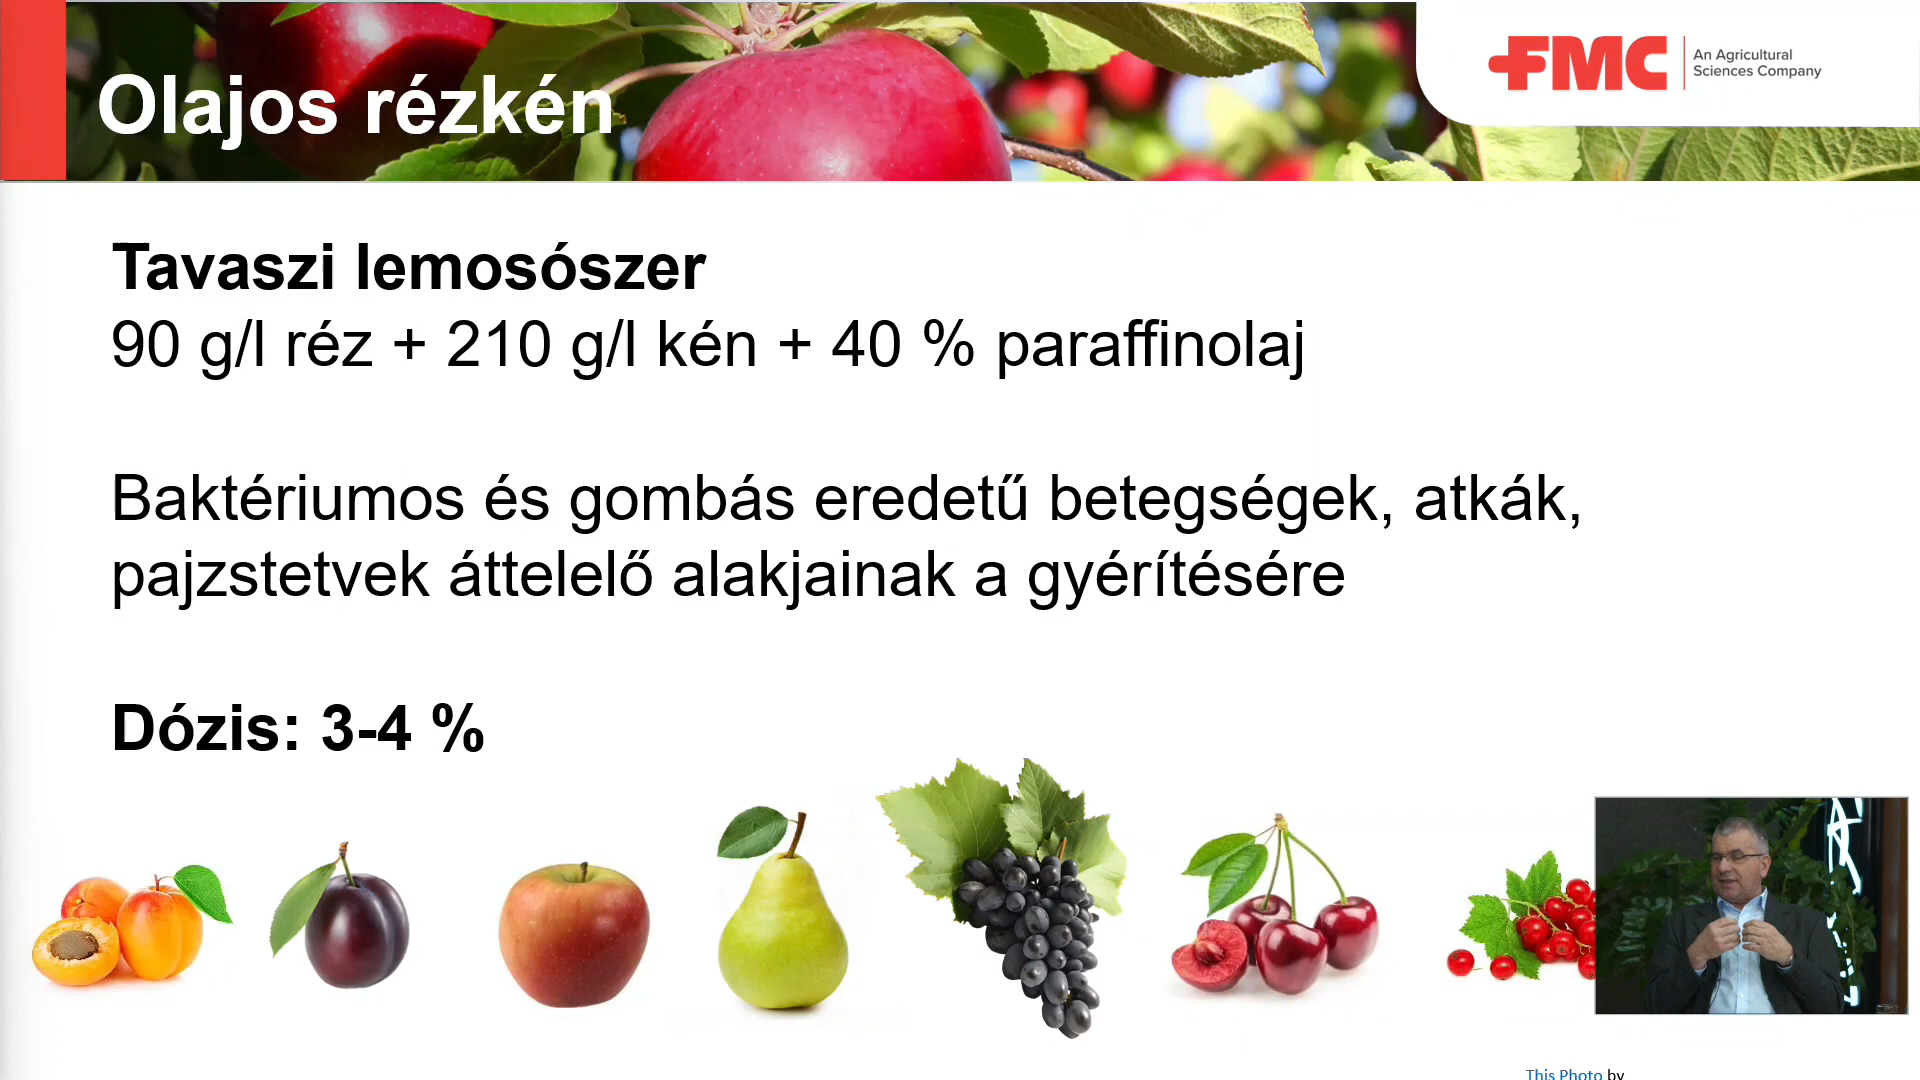 Olajos rézkén
FMC
An Agricultural
Sciences Company
Tavaszi lemosószer
90 g/l réz + 210 g/l kén + 40 % paraffinolaj
Baktériumos és gombás eredetű betegségek, atkák,
pajzstetvek áttelelő alakjainak a gyérítésére
Dózis: 3-4 %
This Photo by